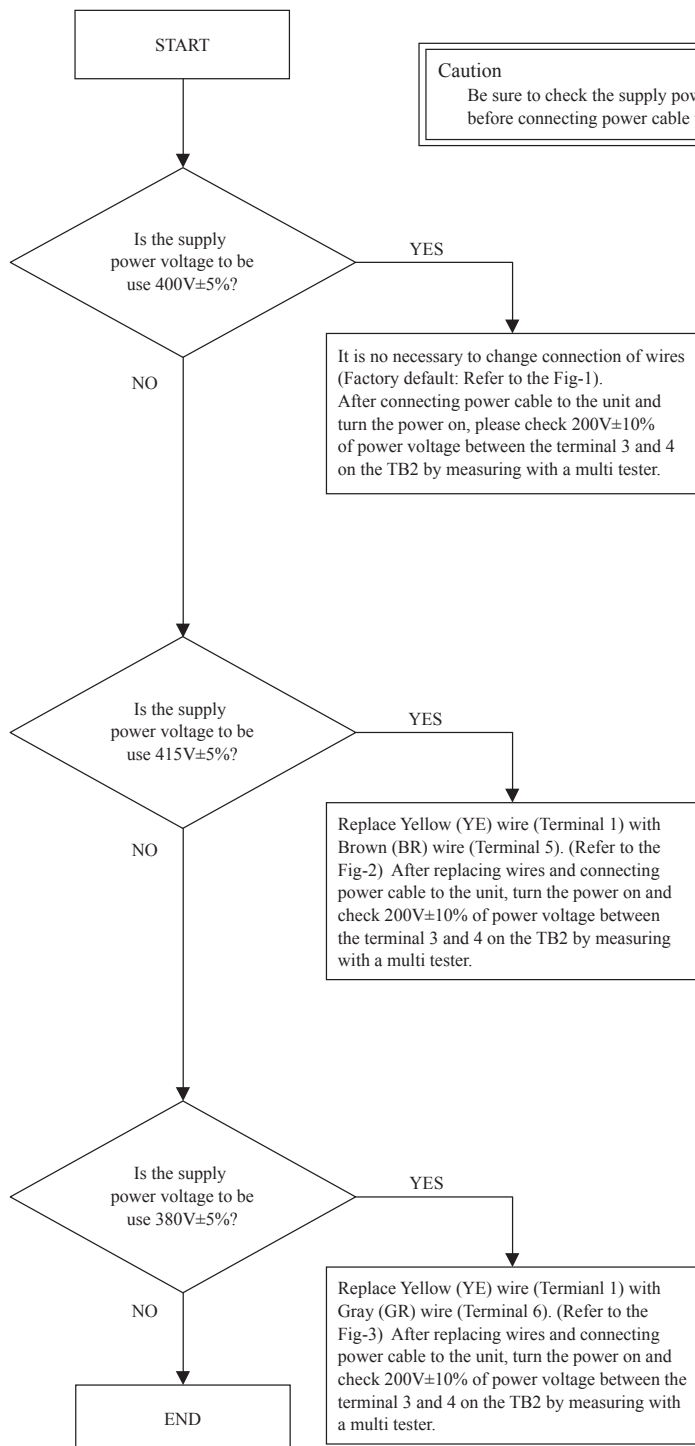 START
Caution
Be sure to check the supply
before connecting power cable
Is the supply
power voltage to be
use 400V±5%?
YES
It is no necessary to change connection of wires
(Factory default: Refer to the Fig-1).
After connecting power cable to the unit and
turn the power on, please check 200V±10%
of power voltage between the terminal 3 and 4
on the TB2 by measuring with a multi tester.
NO
Is the supply
power voltage to be
use 415V±5%?
YES
Replace Yellow (YE) wire (Terminal 1) with
Brown (BR) wire (Terminal 5). (Refer to the
Fig-2) After replacing wires and connecting
power cable to the unit, turn the power on and
check 200V±10% of power voltage between
the terminal 3 and 4 on the TB2 by measuring
with a multi tester.
NO
Is the supply
power voltage to be
use 380V±5%?
YES
Replace Yellow (YE) wire (Termianl 1) with
Gray (GR) wire (Terminal 6). (Refer to the
Fig-3) After replacing wires and connecting
power cable to the unit, turn the power on and
check 200V±10% of power voltage between the
terminal 3 and 4 on the TB2 by measuring with
a multi tester.
NO
END